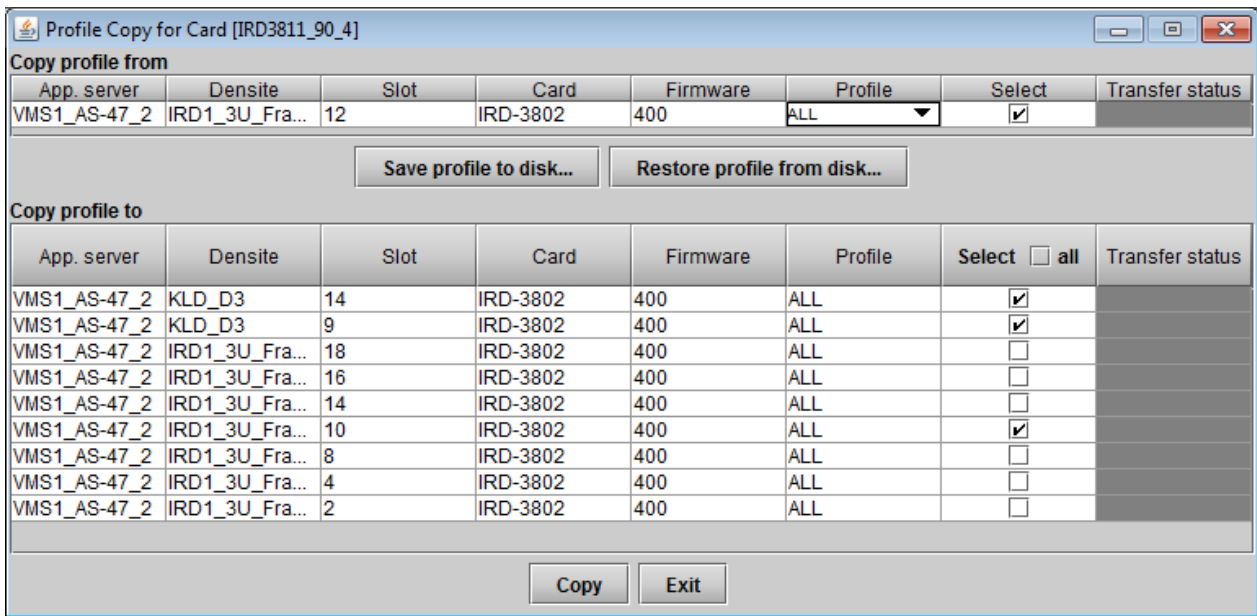 Profile Copy for Card [IRD3811_90_4]
Copy profile from
App. server Densite Slot Card Firmware Profile Select Transfer status
VMS1_AS-47_2 IRD1_3U_Fra... 12 IRD-3802 400 ALL
Save profile to disk... Restore profile from disk...
Copy profile to
App. server Densite Slot Card Firmware Profile Select all Transfer status
VMS1_AS-47_2 KLD_D3 14 IRD-3802 400 ALL
VMS1_AS-47_2 KLD_D3 9 IRD-3802 400 ALL
VMS1_AS-47_2 IRD1_3U_Fra... 18 IRD-3802 400 ALL
VMS1_AS-47_2 IRD1_3U_Fra... 16 IRD-3802 400 ALL
VMS1_AS-47_2 IRD1_3U_Fra... 14 IRD-3802 400 ALL
VMS1_AS-47_2 IRD1_3U_Fra... 10 IRD-3802 400 ALL
VMS1_AS-47_2 IRD1_3U_Fra... 8 IRD-3802 400 ALL
VMS1_AS-47_2 IRD1_3U_Fra... 4 IRD-3802 400 ALL
VMS1_AS-47_2 IRD1_3U_Fra... 2 IRD-3802 400 ALL
Copy Exit